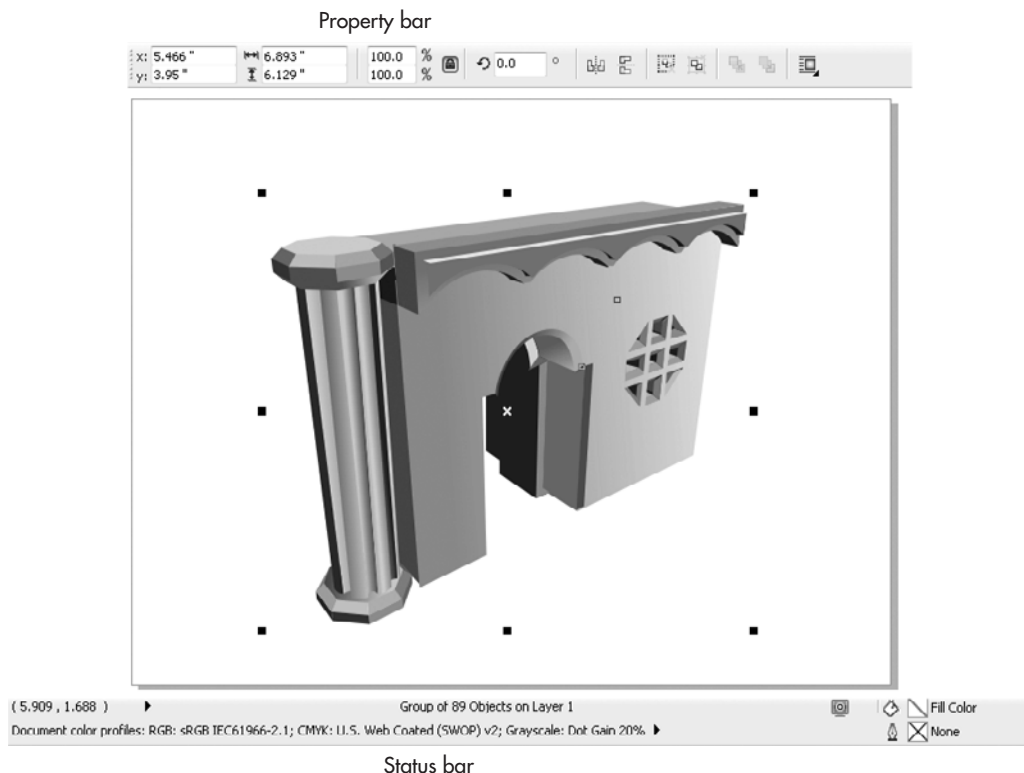 Property bar
x: 5.466 " 6.893 " 100.0 % 0.0 °
y: 3.95 " 6.129 " 100.0 %
( 5.909 , 1.688 ) Group of 89 Objects on Layer 1 Fill Color
Document color profiles: RGB: sRGB IEC61966-2.1; CMYK: U.S. Web Coated (SWOP) v2; Grayscale: Dot Gain 20% None
Status bar